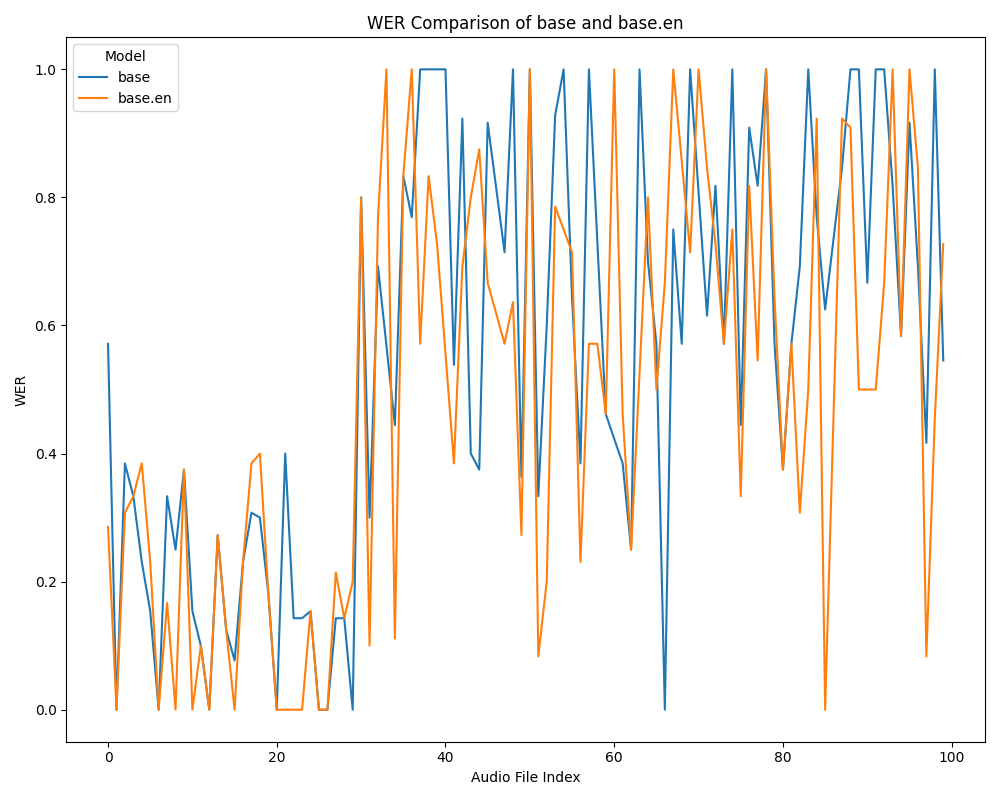 WER Comparison of base and base.en
Model
base
base.en
WER
1.0
0.8
0.6
0.4
0.2
0.0
0 20 40 60 80 100
Audio File Index